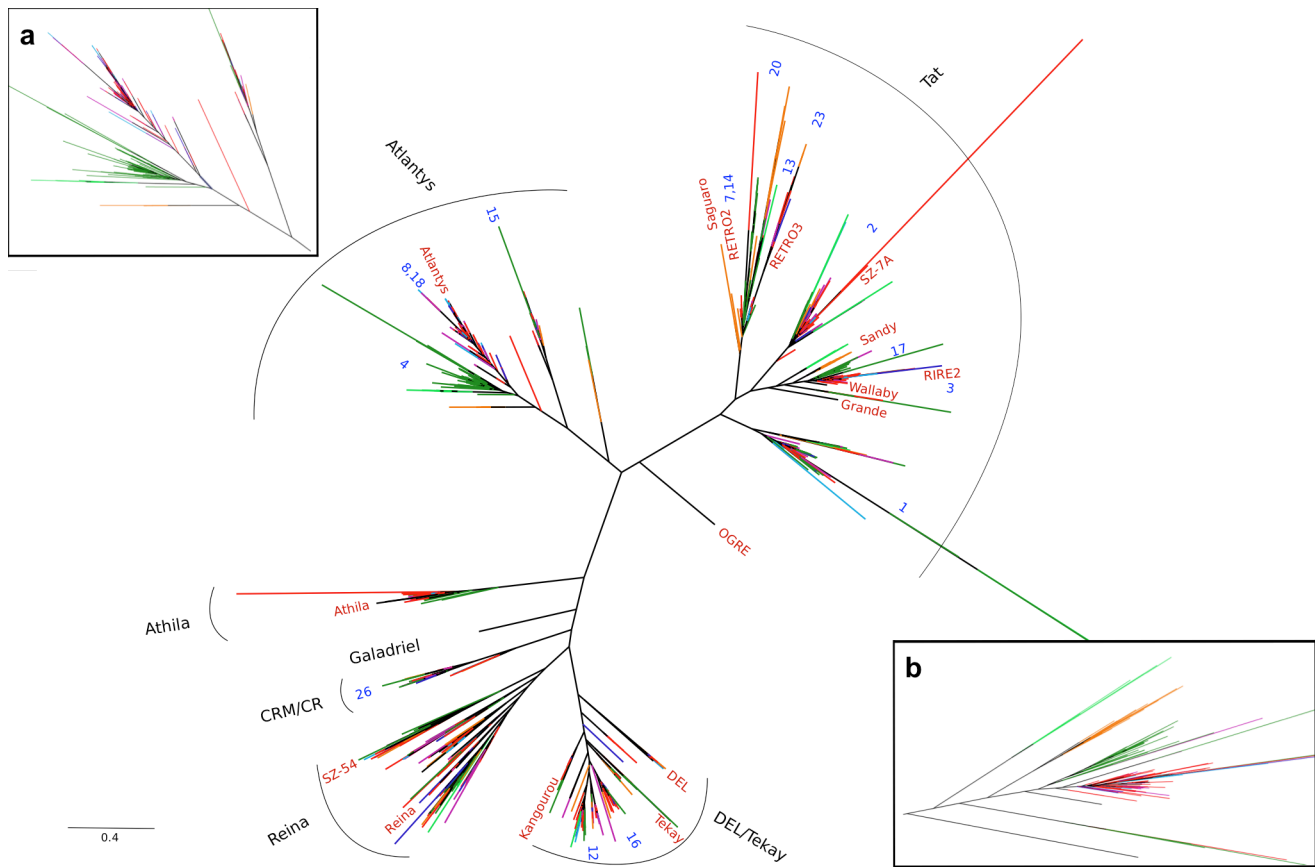 a
Tat
20
23
13
Atlantys
Saguaro
RETRO2
7,14
RETRO3
15
2
Atlantys
8,18
SZ-7A
Sandy
17
4
RIRE2
Wallaby
3
Grande
1
OGRE
Athila
Athila
Galadriel
b
26
CRM/CR
SZ-54
DEL
Kangourou
Reina
Tekay
Reina
DEL/Tekay
16
12
0.4